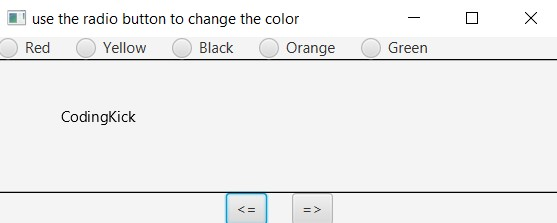 use the radio button to change the color
Red Yellow Black Orange Green
CodingKick
<= =>